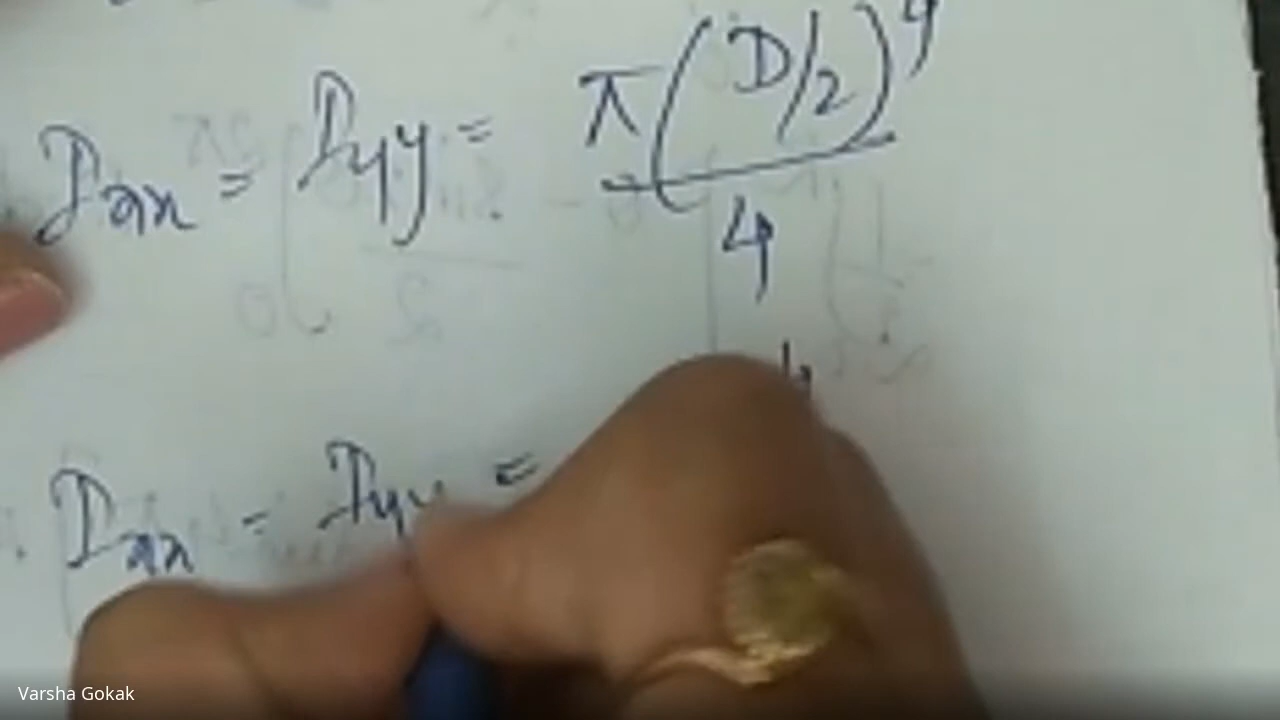 Ixx = Iyy = π(D/2)^4
4
Ixx = Iyy =
Varsha Gokak